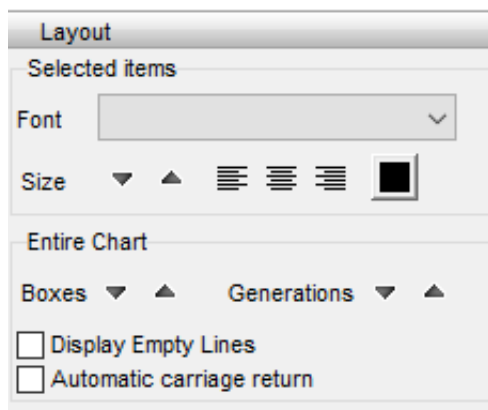 Layout
Selected items
Font
Size
Entire Chart
Boxes Generations
Display Empty Lines
Automatic carriage return